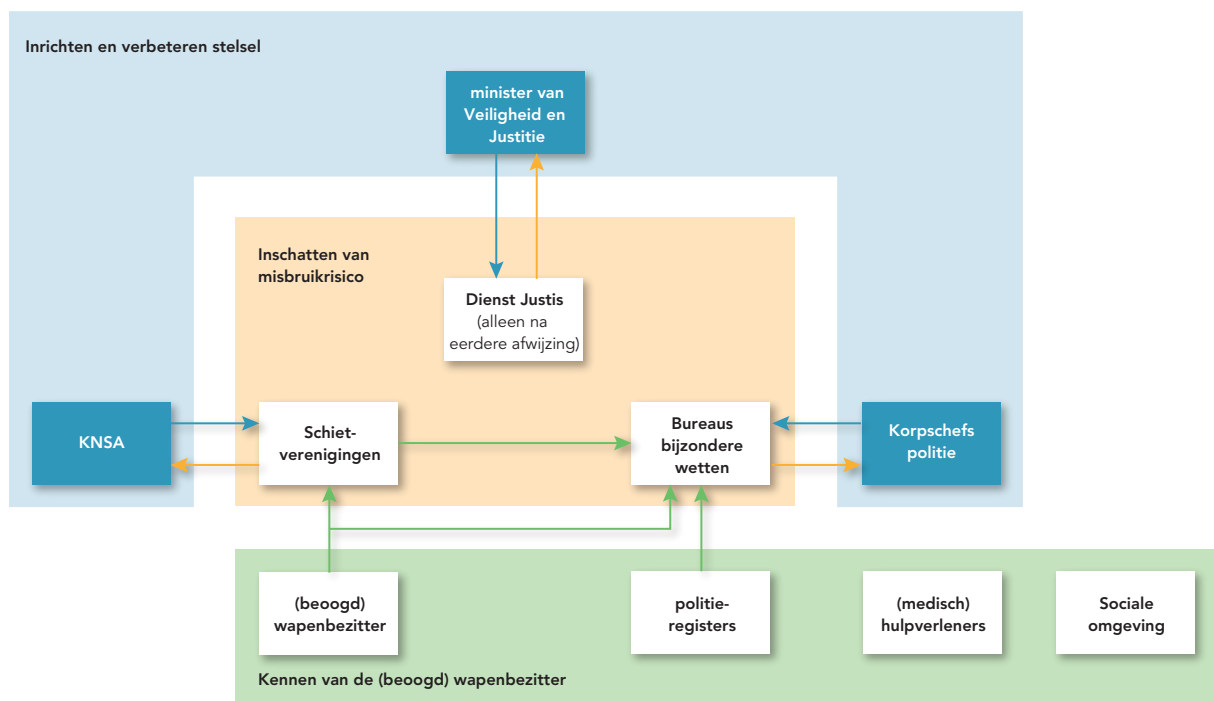 Inrichten en verbeteren stelsel
minister van
Veiligheid en
Justitie
Inschatten van
misbruikrisico
Dienst Justis
(alleen na
eerdere afwijzing)
KNSA
Schiet-
verenigingen
Bureaus
bijzondere
wetten
Korpschefs
politie
(beoogd)
wapenbezitter
politie-
registers
(medisch)
hulpverleners
Sociale
omgeving
Kennen van de (beoogd) wapenbezitter